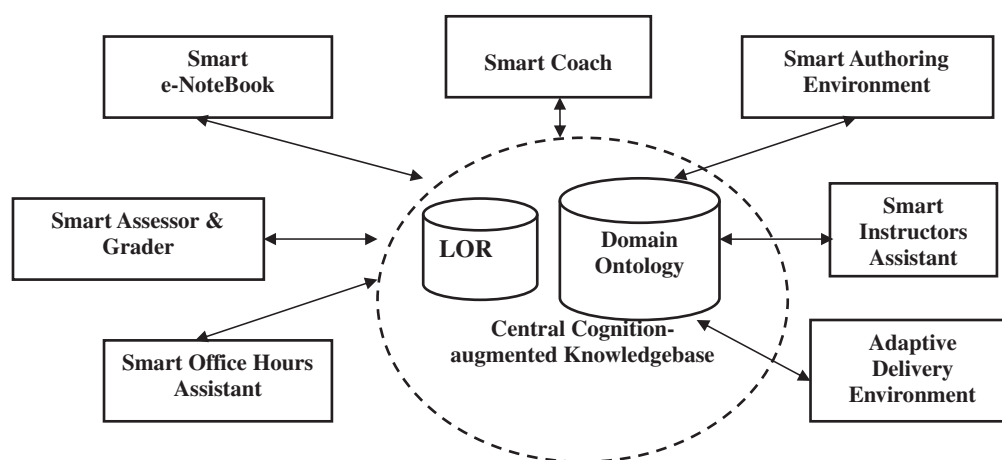 Smart
e-NoteBook
Smart Coach
Smart Authoring
Environment
Smart Assessor &
Grader
LOR
Domain
Ontology
Smart
Instructors
Assistant
Central Cognition-
augmented Knowledgebase
Smart Office Hours
Assistant
Adaptive
Delivery
Environment